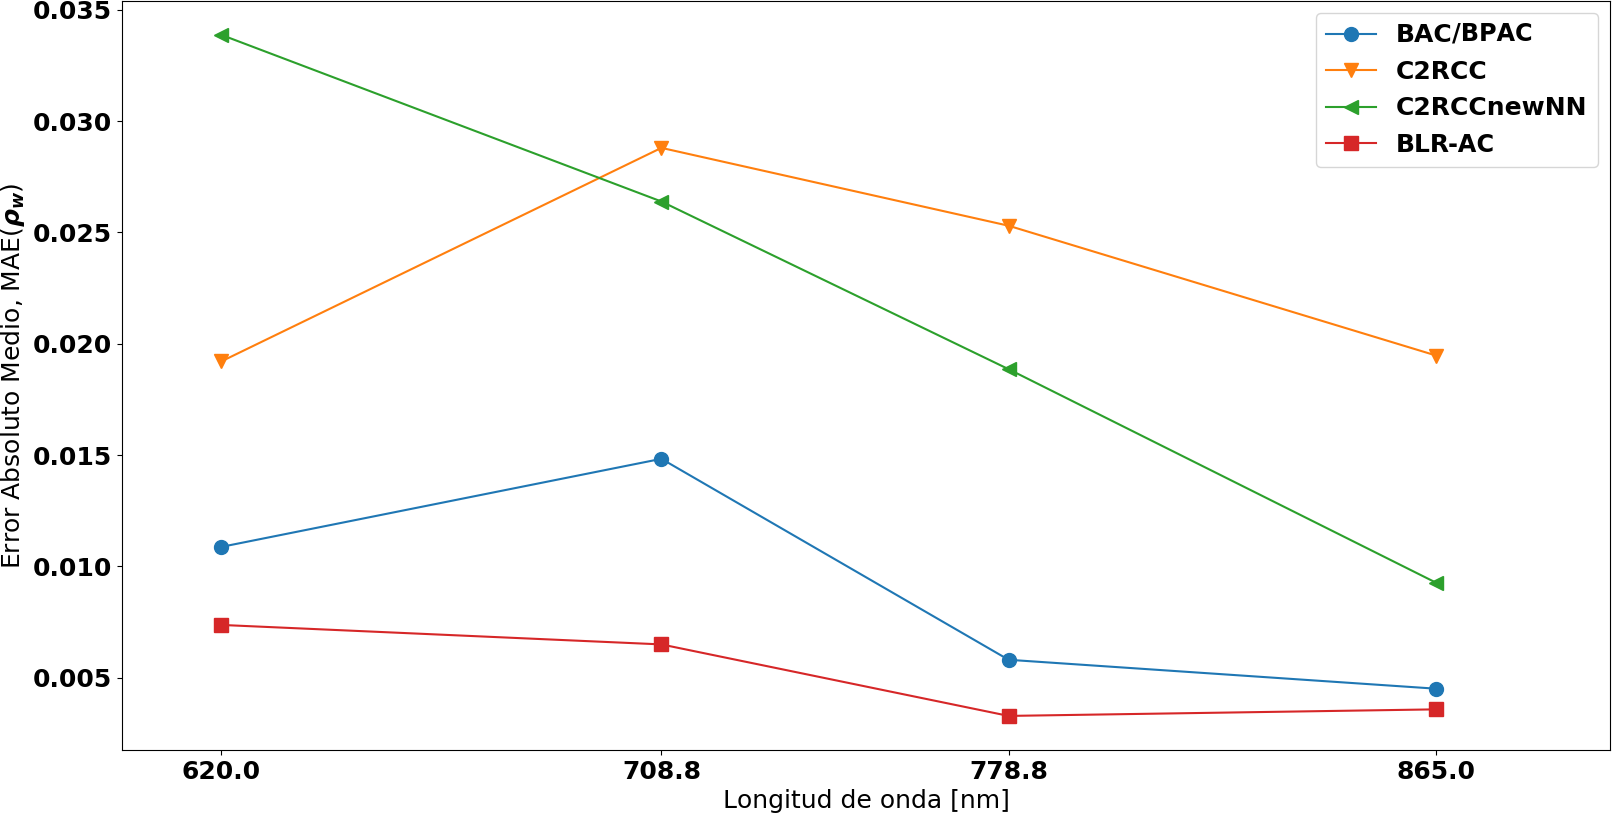 0.035
0.030
0.025
0.020
0.015
0.010
0.005
Error Absoluto Medio, MAE(ρw)
BAC/BPAC
C2RCC
C2RCCnewNN
BLR-AC
620.0 708.8 778.8 865.0
Longitud de onda [nm]